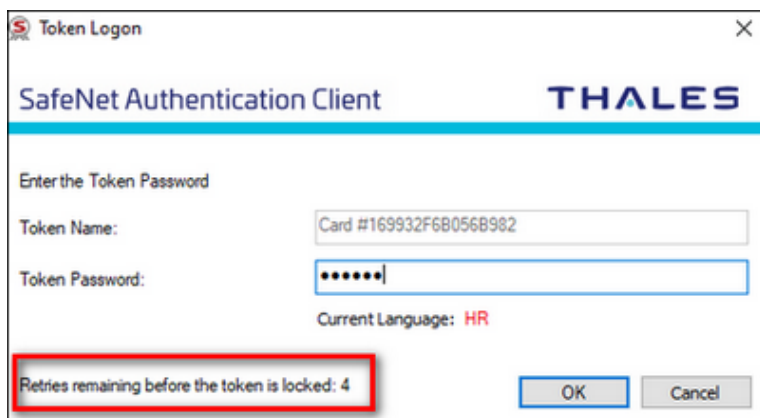 Token Logon
SafeNet Authentication Client THALES
Enter the Token Password
Token Name: Card #169932F6B056B982
Token Password: ••••••
Current Language: HR
Retries remaining before the token is locked: 4
OK Cancel